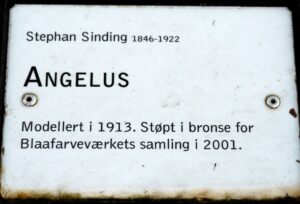 Stephan Sinding 1846-1922
ANGELUS
Modellert i 1913. Støpt i bronse for
Blaafarveværkets samling i 2001.